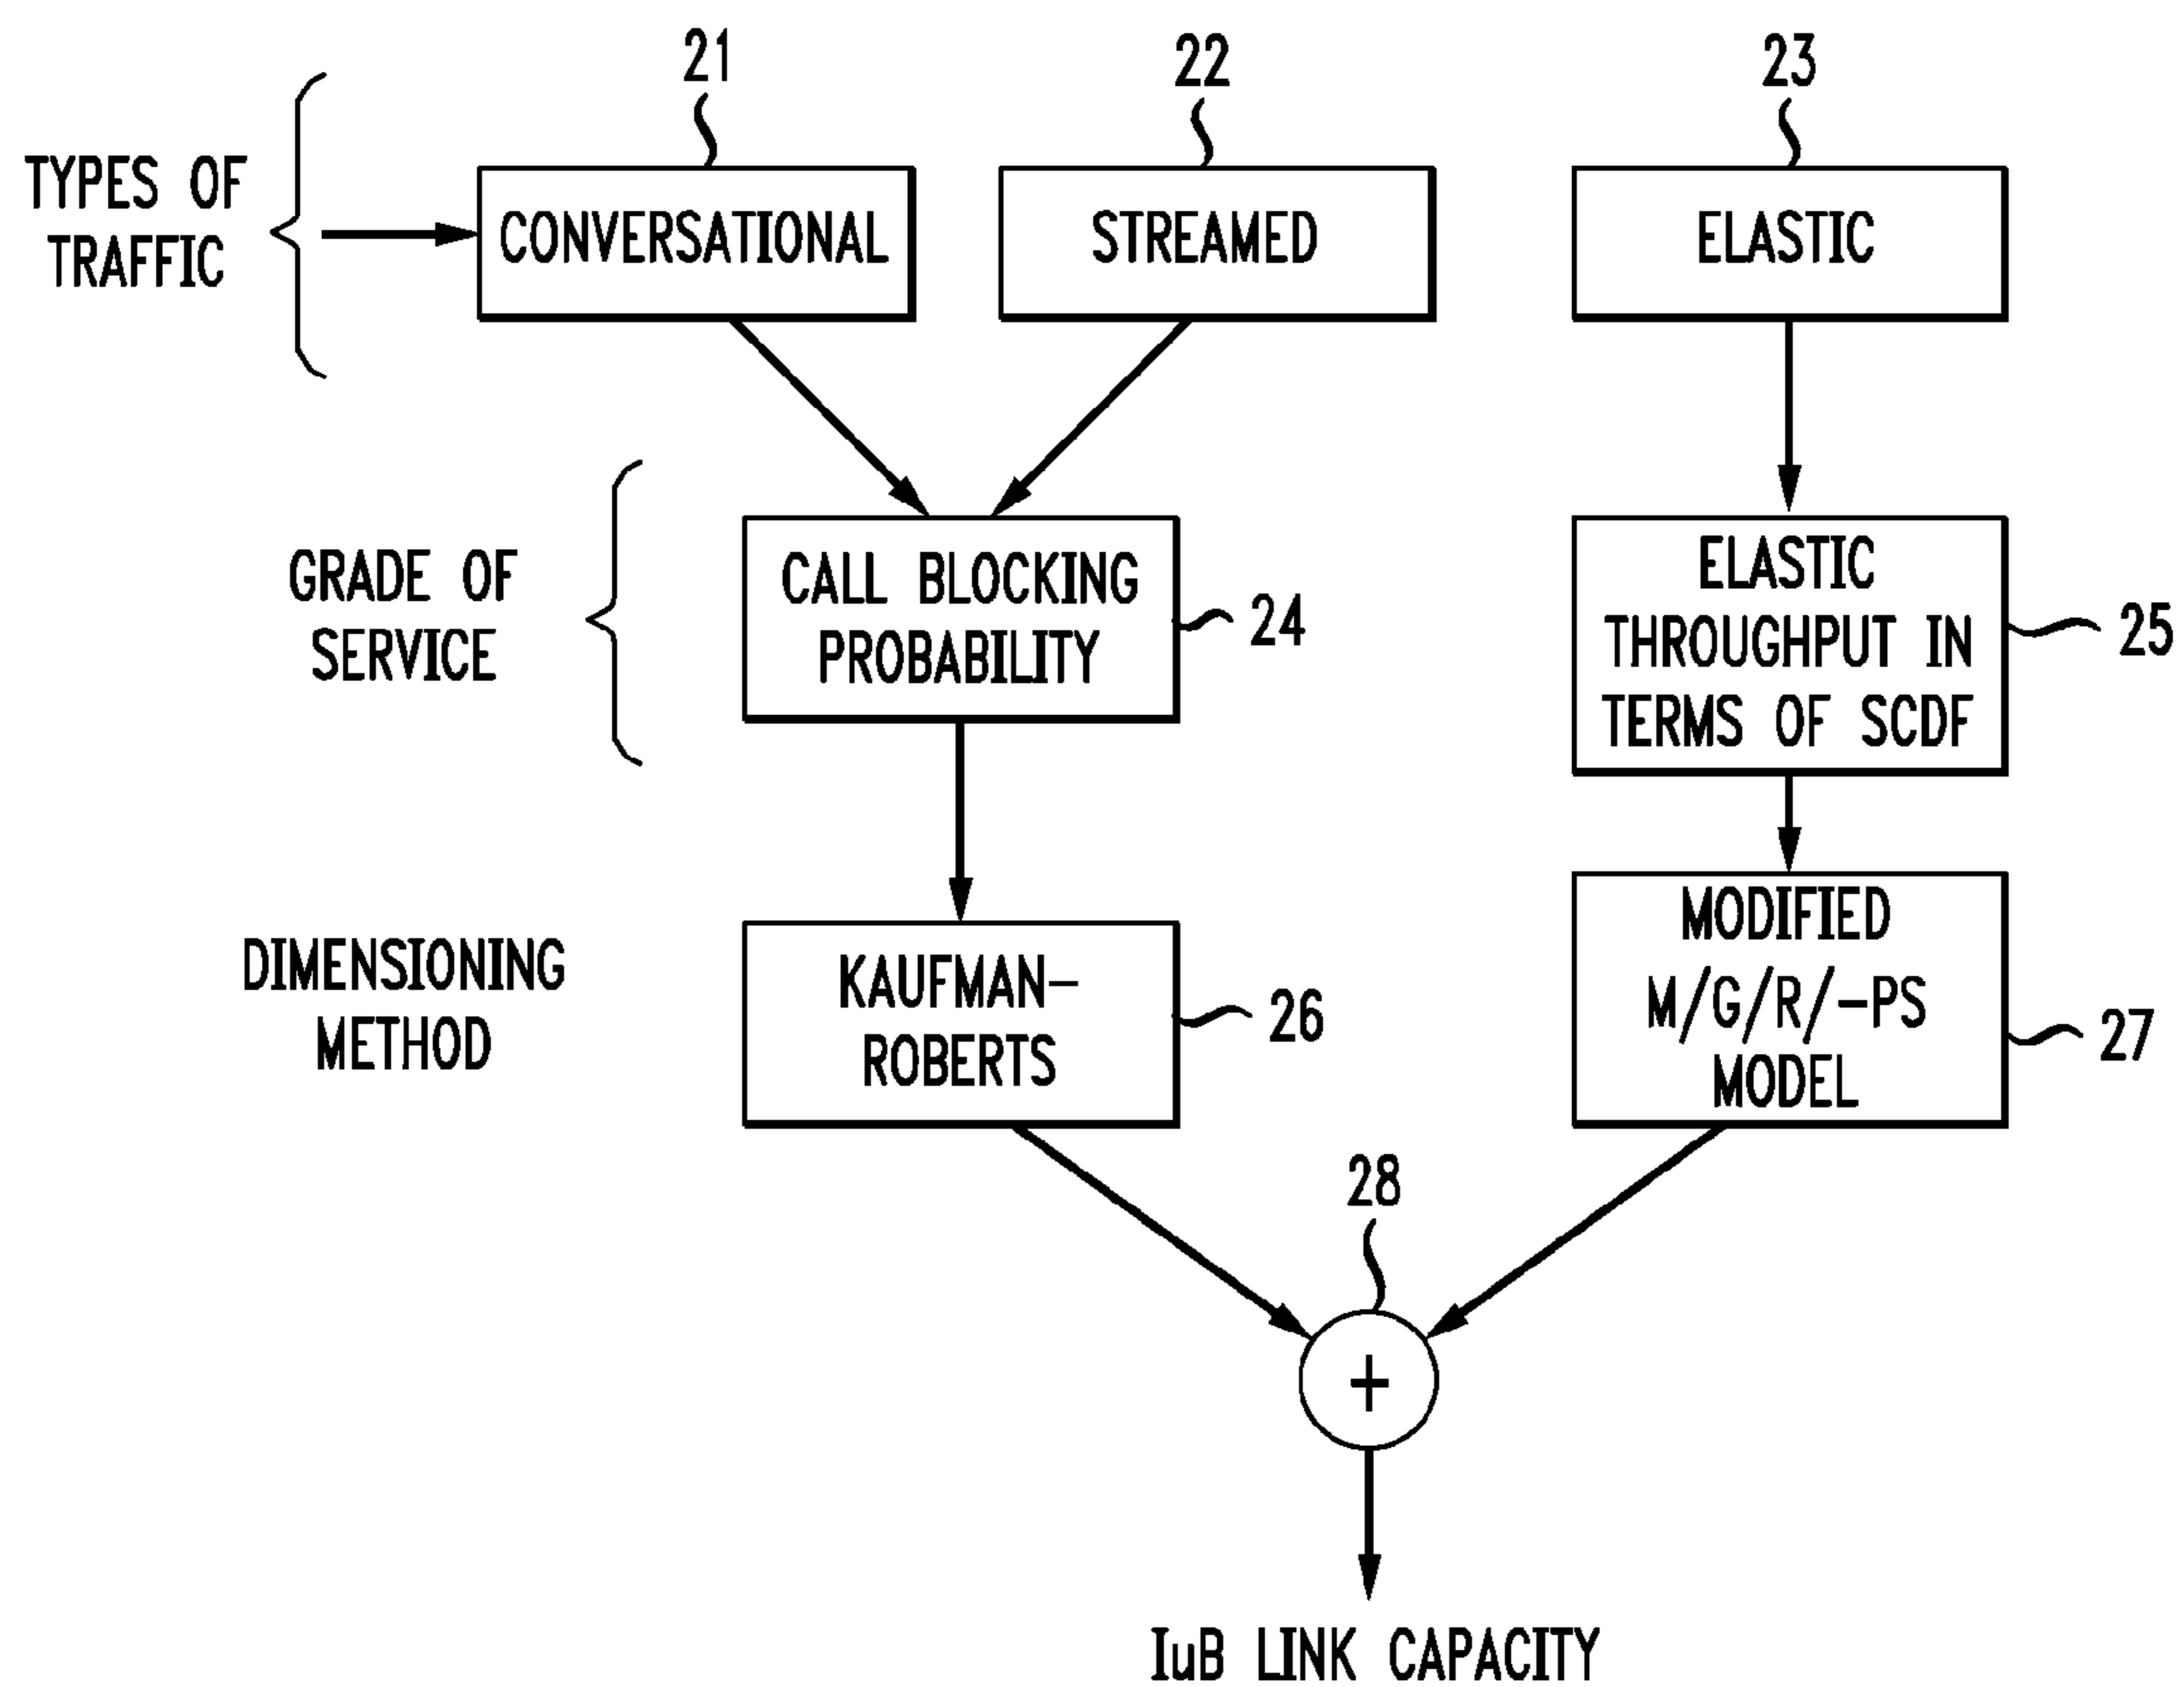 21
22
23
TYPES OF
TRAFFIC
CONVERSATIONAL
STREAMED
ELASTIC
GRADE OF
SERVICE
CALL BLOCKING
PROBABILITY
24
ELASTIC
THROUGHPUT IN
TERMS OF SCDF
25
DIMENSIONING
METHOD
KAUFMAN-
ROBERTS
26
MODIFIED
M/G/R/-PS
MODEL
27
28
+
IuB LINK CAPACITY